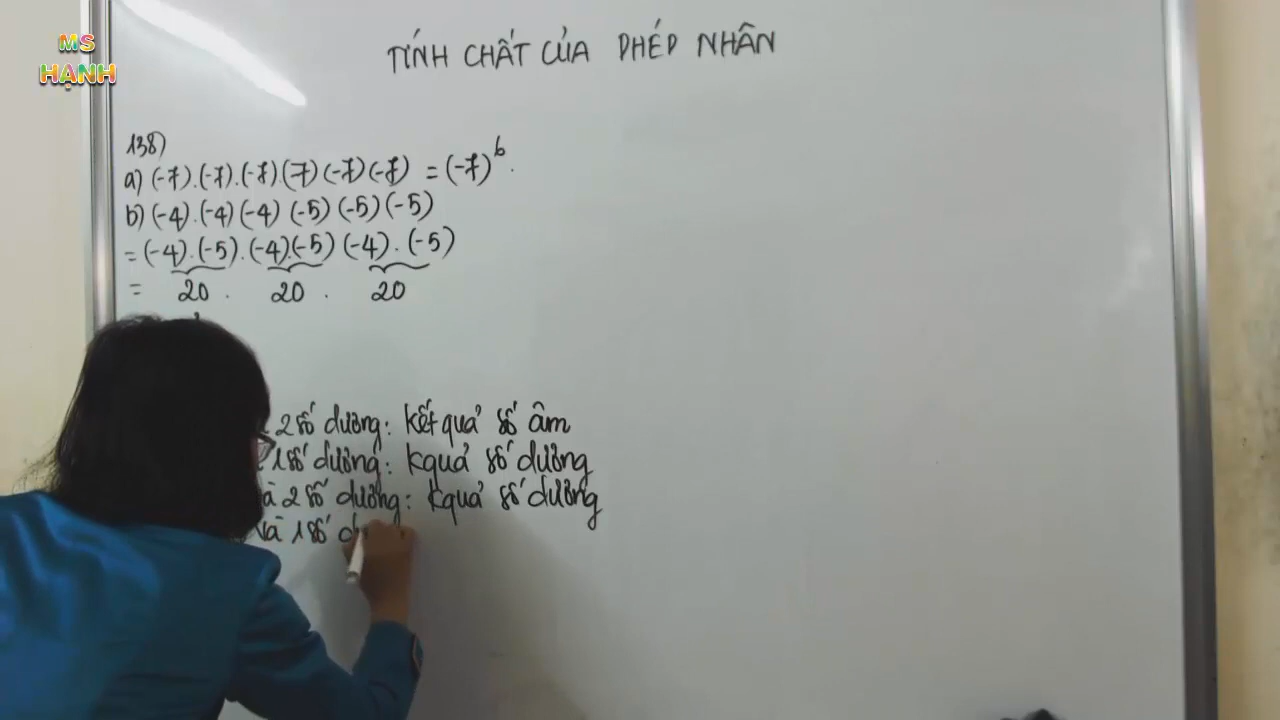 MS
HẠNH
TÍNH CHẤT CỦA PHÉP NHÂN
138)
a) (-7).(-7).(-7)(-7)(-7)(-7) = (-7)^6.
b) (-4).(-4)(-4) (-5)(-5)(-5)
= (-4).(-5).(-4)(-5) (-4).(-5)
= 20 . 20 . 20
2 số dương: kết quả số âm
1 số dương: kquả số dương
và 2 số dương: kquả số dương
và 1 số